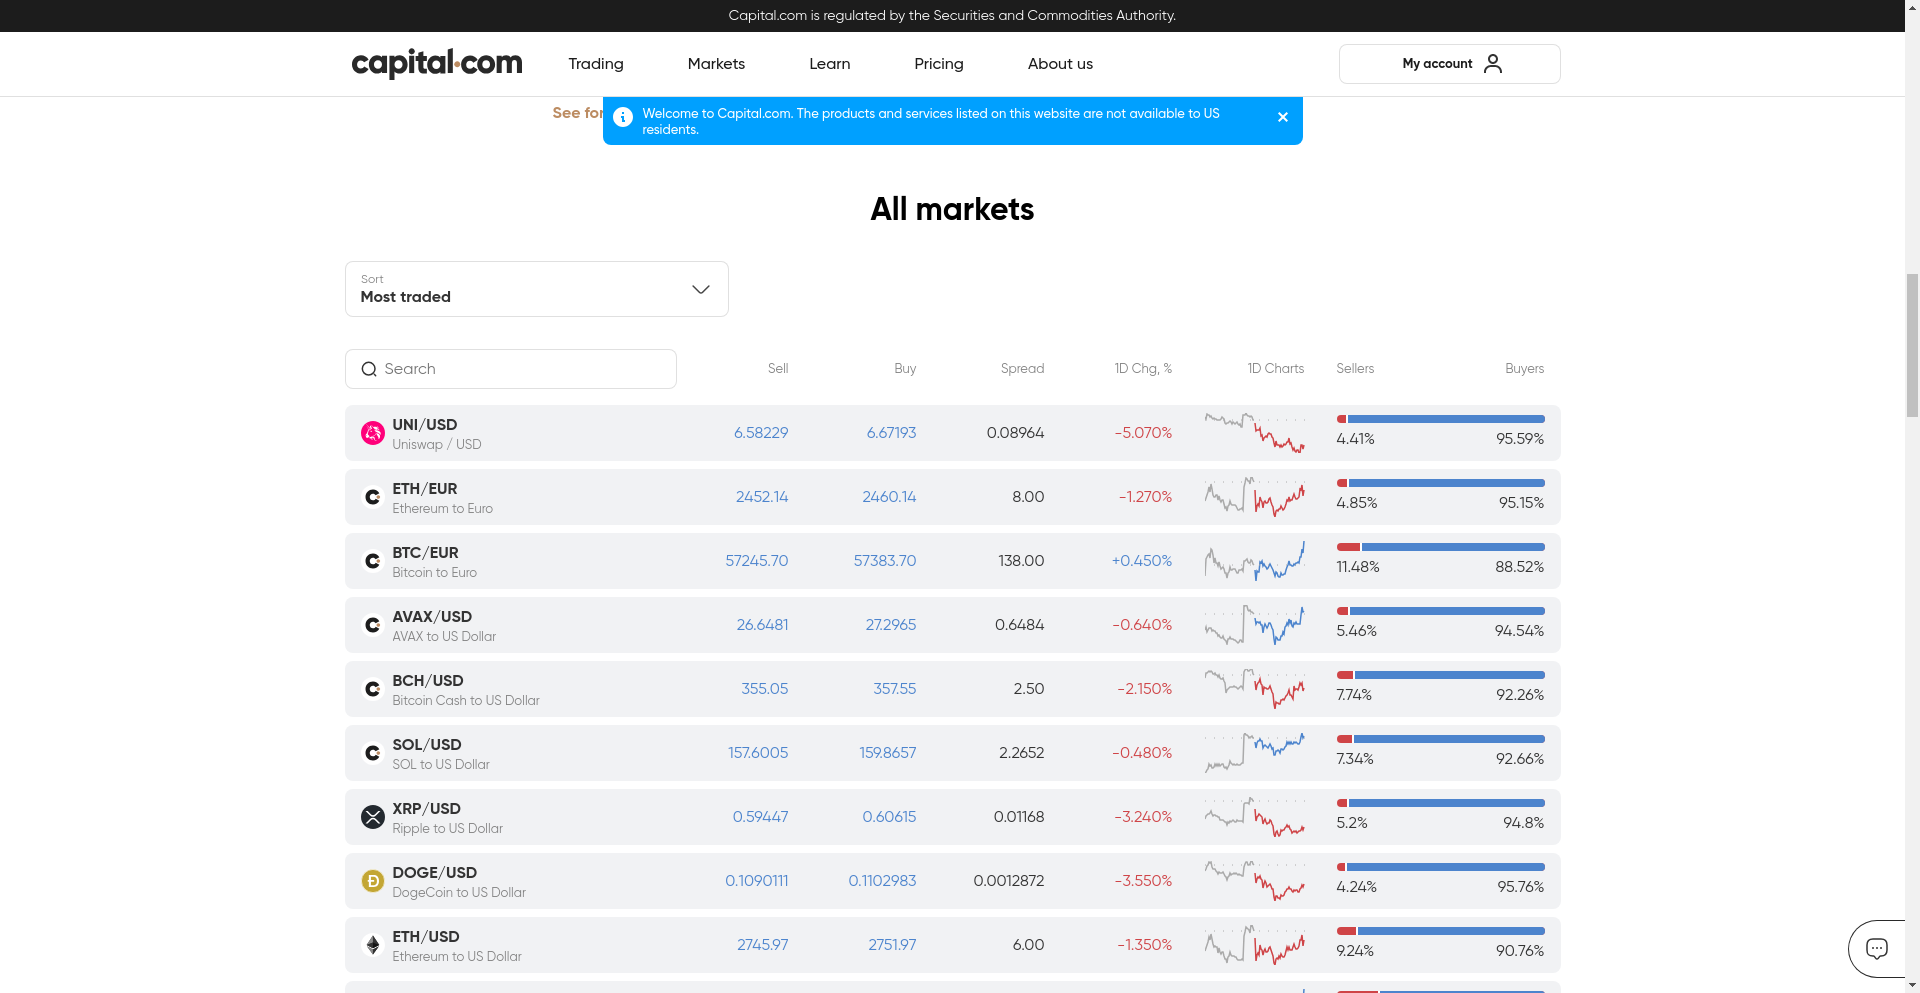 Capital.com is regulated by the Securities and Commodities Authority.
capital.com
Trading
Markets
Learn
Pricing
About us
My account
See for
Welcome to Capital.com. The products and services listed on this website are not available to US
residents.
All markets
Sort
Most traded
Search Sell Buy Spread 1D Chg, % 1D Charts Sellers Buyers
UNI/USD
Uniswap / USD
6.58229 6.67193 0.08964 -5.070% 4.41% 95.59%
ETH/EUR
Ethereum to Euro
2452.14 2460.14 8.00 -1.270% 4.85% 95.15%
BTC/EUR
Bitcoin to Euro
57245.70 57383.70 138.00 +0.450% 11.48% 88.52%
AVAX/USD
AVAX to US Dollar
26.6481 27.2965 0.6484 -0.640% 5.46% 94.54%
BCH/USD
Bitcoin Cash to US Dollar
355.05 357.55 2.50 -2.150% 7.74% 92.26%
SOL/USD
SOL to US Dollar
157.6005 159.8657 2.2652 -0.480% 7.34% 92.66%
XRP/USD
Ripple to US Dollar
0.59447 0.60615 0.01168 -3.240% 5.2% 94.8%
DOGE/USD
DogeCoin to US Dollar
0.1090111 0.1102983 0.0012872 -3.550% 4.24% 95.76%
ETH/USD
Ethereum to US Dollar
2745.97 2751.97 6.00 -1.350% 9.24% 90.76%